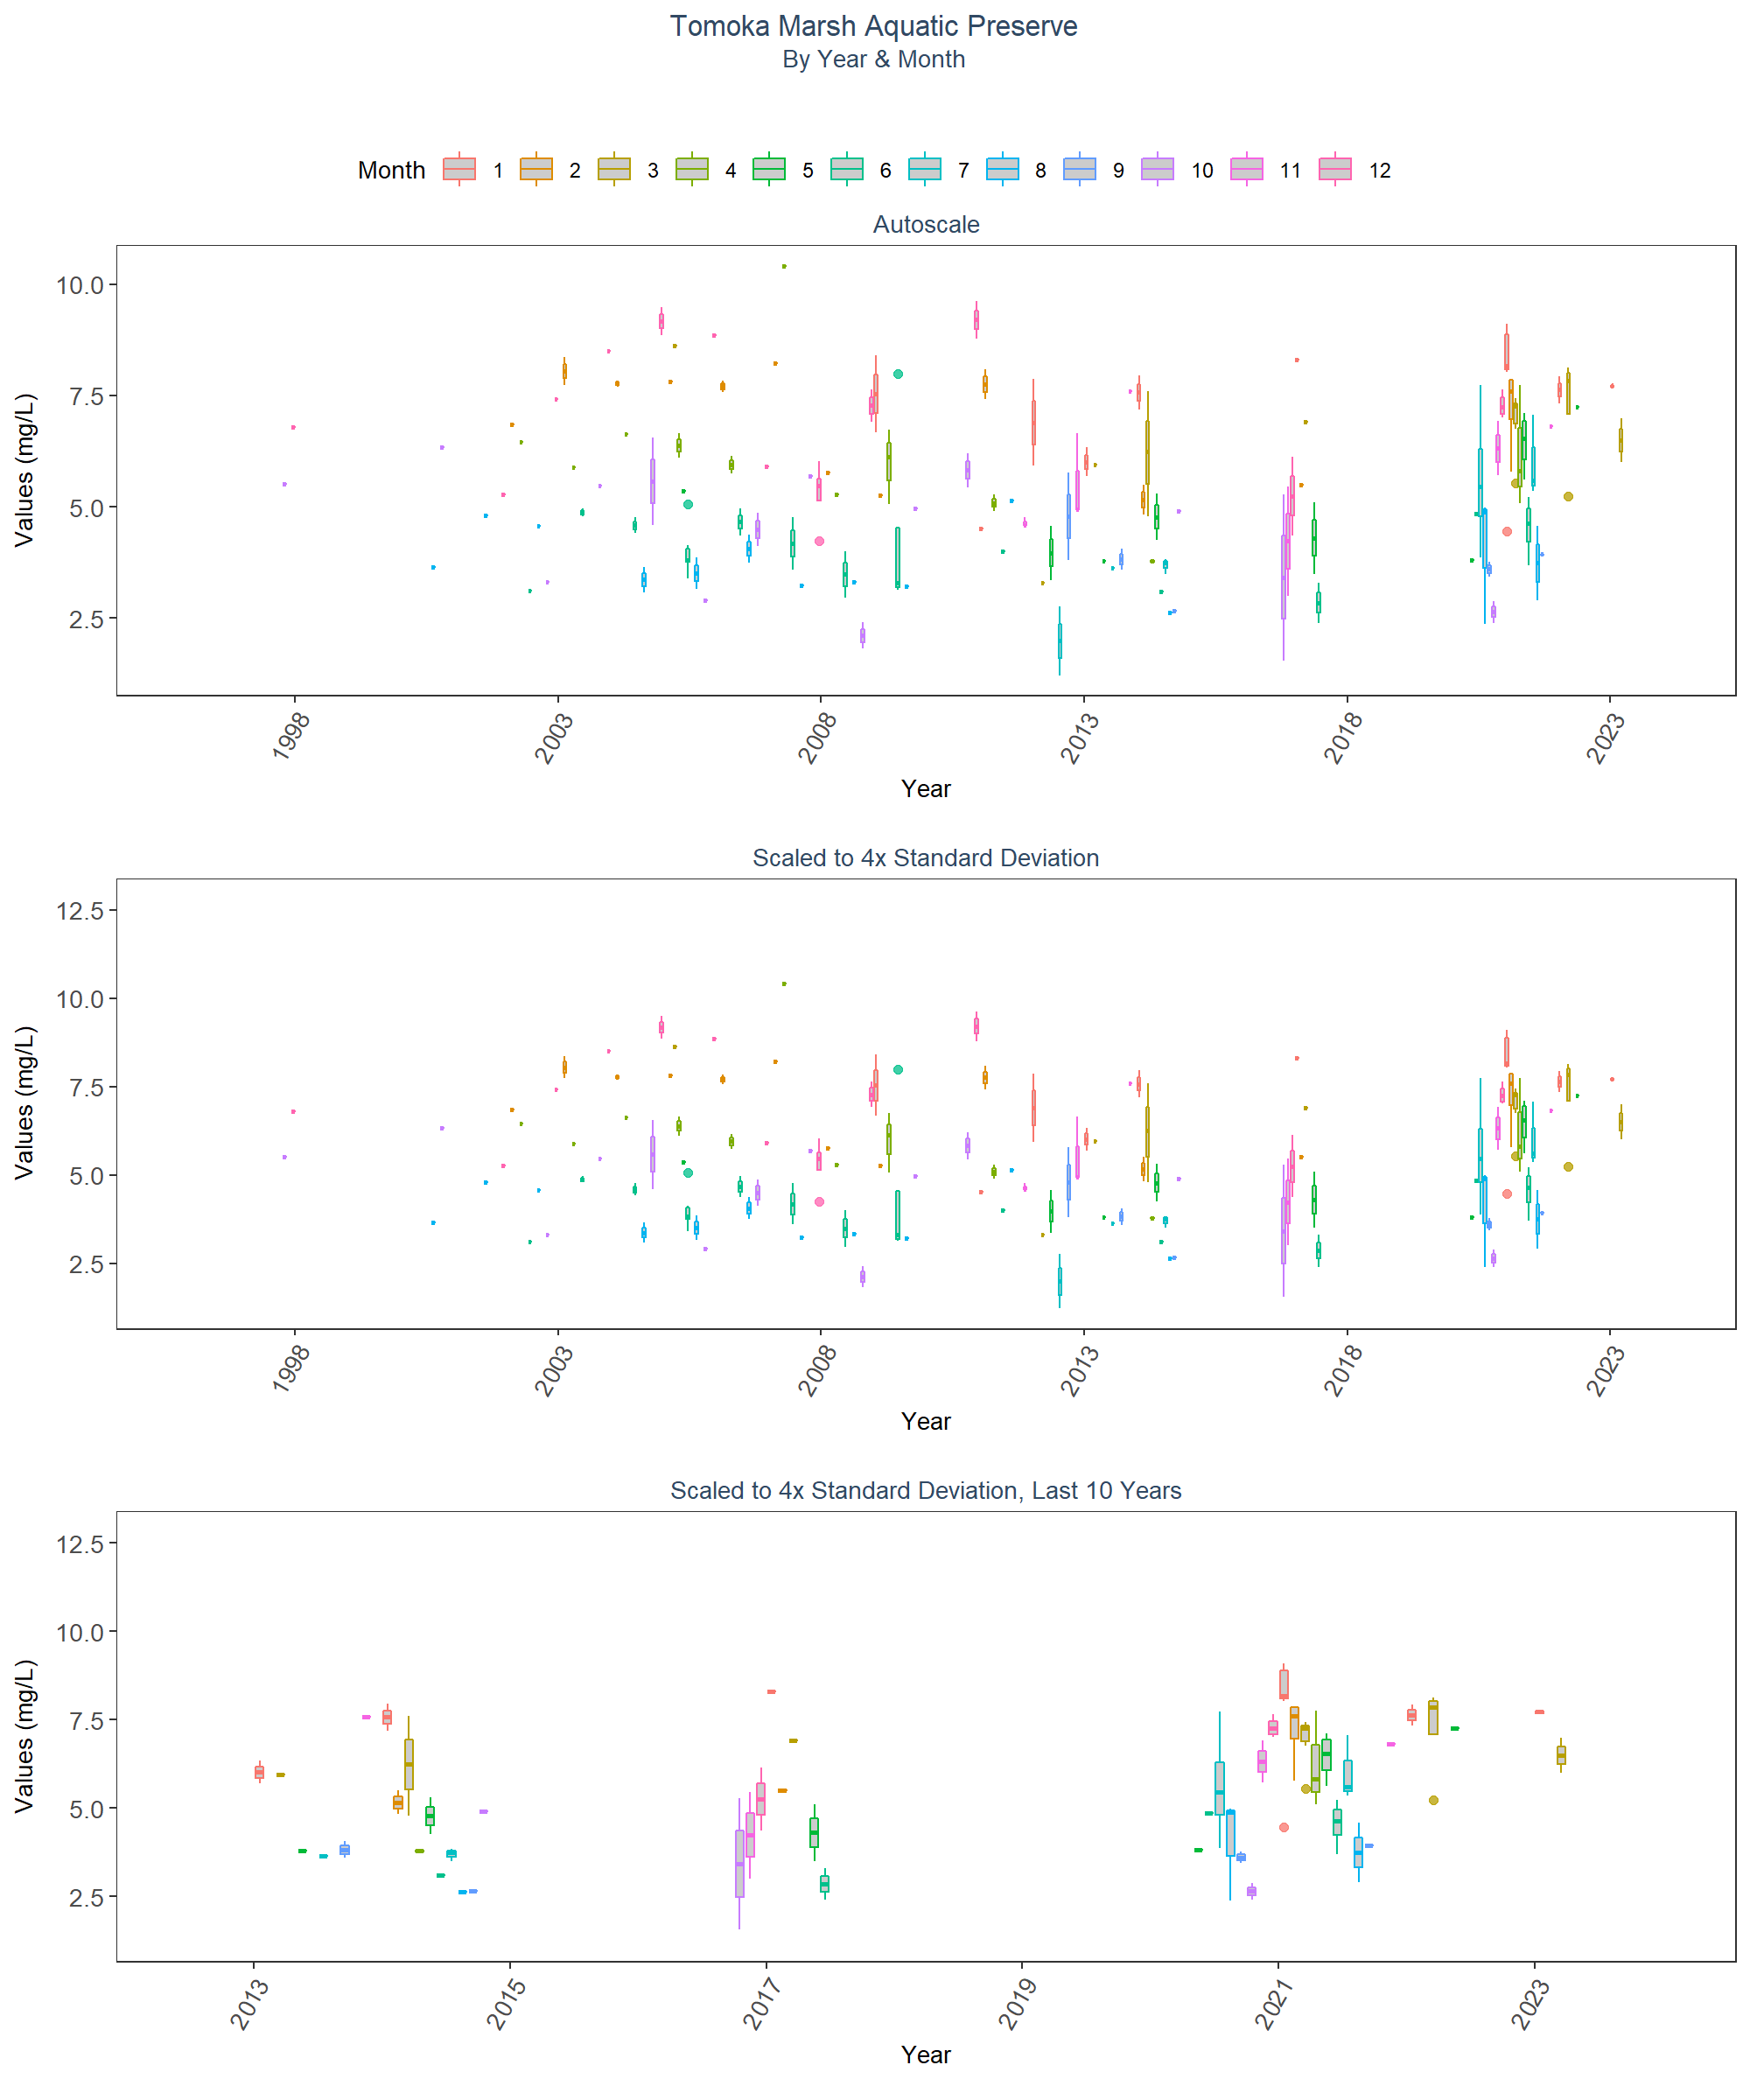 Tomoka Marsh Aquatic Preserve
By Year & Month
Month 1 2 3 4 5 6 7 8 9 10 11 12
Autoscale
10.0
7.5
5.0
2.5
Values (mg/L)
1998 2003 2008 2013 2018 2023
Year
Scaled to 4x Standard Deviation
12.5
10.0
7.5
5.0
2.5
Values (mg/L)
1998 2003 2008 2013 2018 2023
Year
Scaled to 4x Standard Deviation, Last 10 Years
12.5
10.0
7.5
5.0
2.5
Values (mg/L)
2013 2015 2017 2019 2021 2023
Year